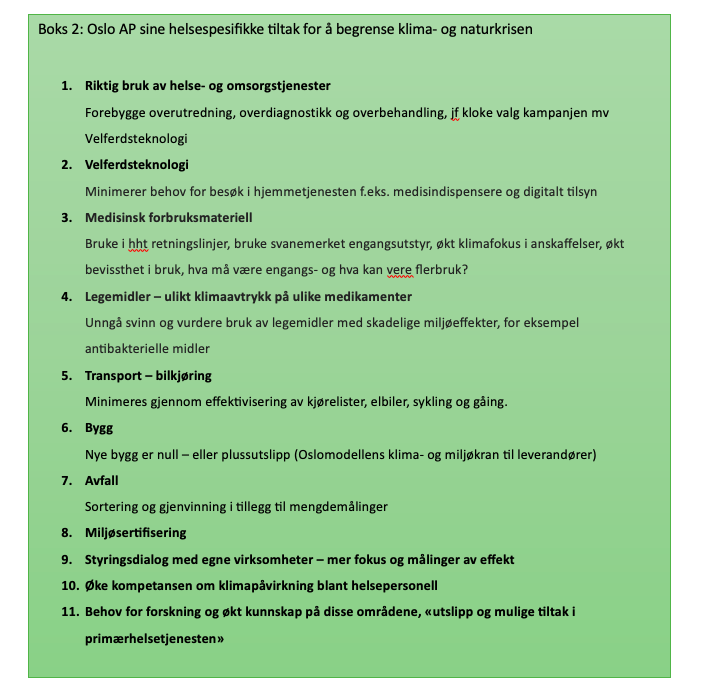 Boks 2: Oslo AP sine helsespesifikke tiltak for å begrense klima- og naturkrisen
1. Riktig bruk av helse- og omsorgstjenester
Forebygge overutredning, overdiagnostikk og overbehandling, jf kloke valg kampanjen mv
Velferdsteknologi
2. Velferdsteknologi
Minimerer behov for besøk i hjemmetjenesten f.eks. medisindispensere og digitalt tilsyn
3. Medisinsk forbruksmateriell
Bruke i hht retningslinjer, bruke svanemerket engangsutstyr, økt klimafokus i anskaffelser, økt
bevissthet i bruk, hva må være engangs- og hva kan vere flerbruk?
4. Legemidler – ulikt klimaavtrykk på ulike medikamenter
Unngå svinn og vurdere bruk av legemidler med skadelige miljøeffekter, for eksempel
antibakterielle midler
5. Transport – bilkjøring
Minimeres gjennom effektivisering av kjørelister, elbiler, sykling og gåing.
6. Bygg
Nye bygg er null – eller plussutslipp (Oslomodellens klima- og miljøkran til leverandører)
7. Avfall
Sortering og gjenvinning i tillegg til mengdemålinger
8. Miljøsertifisering
9. Styringsdialog med egne virksomheter – mer fokus og målinger av effekt
10. Øke kompetansen om klimapåvirkning blant helsepersonell
11. Behov for forskning og økt kunnskap på disse områdene, «utslipp og mulige tiltak i
primærhelsetjenesten»